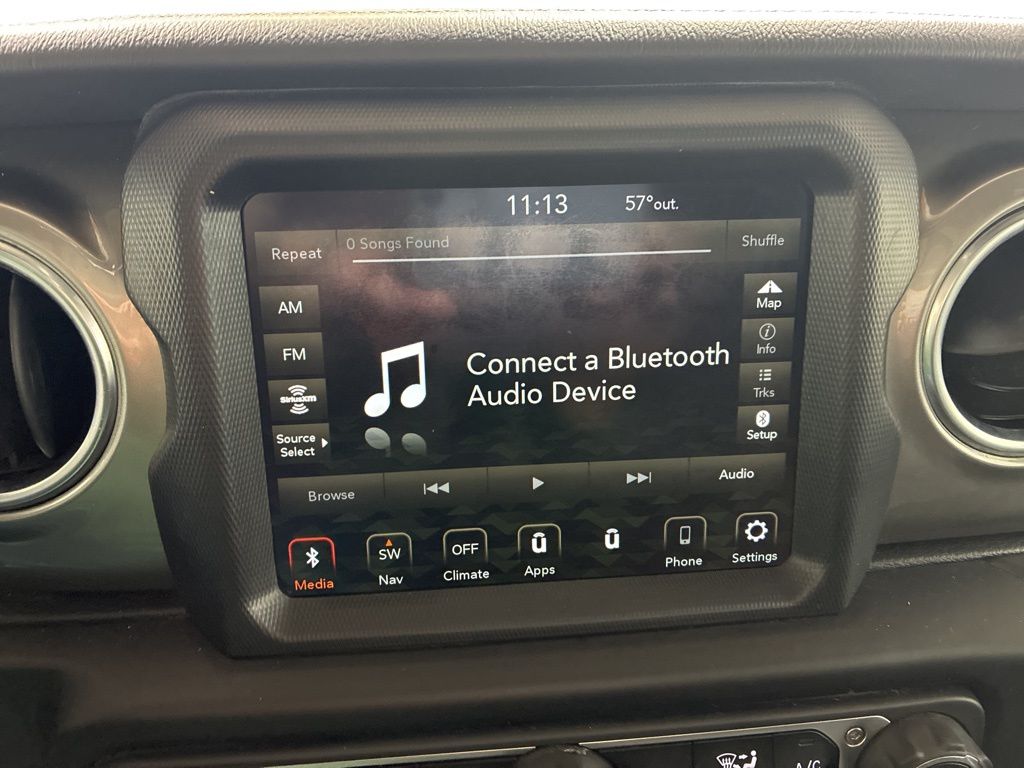 11:13 57°out.
Repeat 0 Songs Found Shuffle
AM
FM
SiriusXM
Source
Select
Connect a Bluetooth
Audio Device
Map
Info
Trks
Setup
Browse Audio
SW OFF
Media Nav Climate Apps Phone Settings
A/C